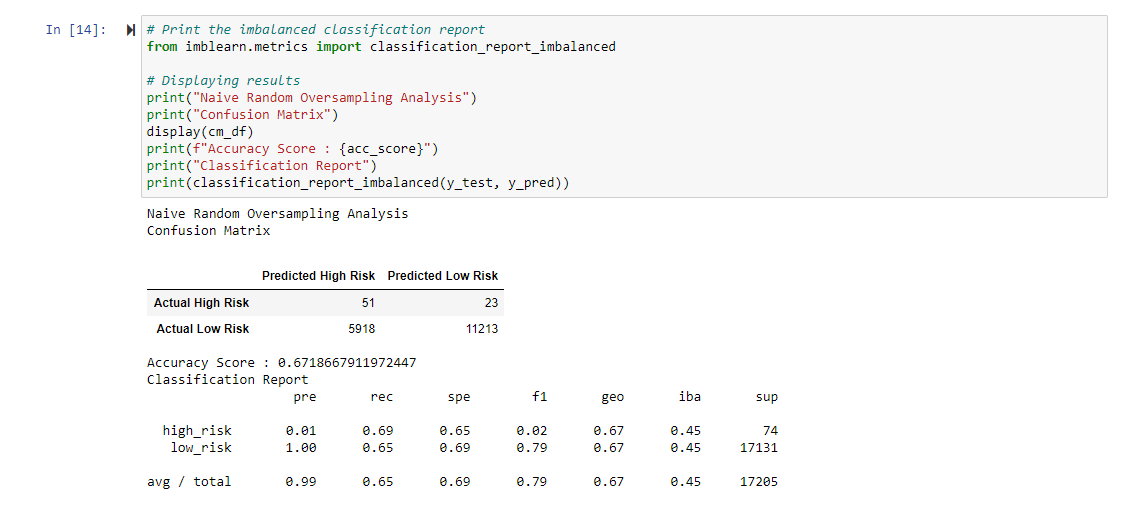 In [14]:
# Print the imbalanced classification report
from imblearn.metrics import classification_report_imbalanced
# Displaying results
print("Naive Random Oversampling Analysis")
print("Confusion Matrix")
display(cm_df)
print(f"Accuracy Score : {acc_score}")
print("Classification Report")
print(classification_report_imbalanced(y_test, y_pred))
Naive Random Oversampling Analysis
Confusion Matrix
Predicted High Risk Predicted Low Risk
Actual High Risk 51 23
Actual Low Risk 5918 11213
Accuracy Score : 0.6718667911972447
Classification Report
pre rec spe f1 geo iba sup
high_risk 0.01 0.69 0.65 0.02 0.67 0.45 74
low_risk 1.00 0.65 0.69 0.79 0.67 0.45 17131
avg / total 0.99 0.65 0.69 0.79 0.67 0.45 17205